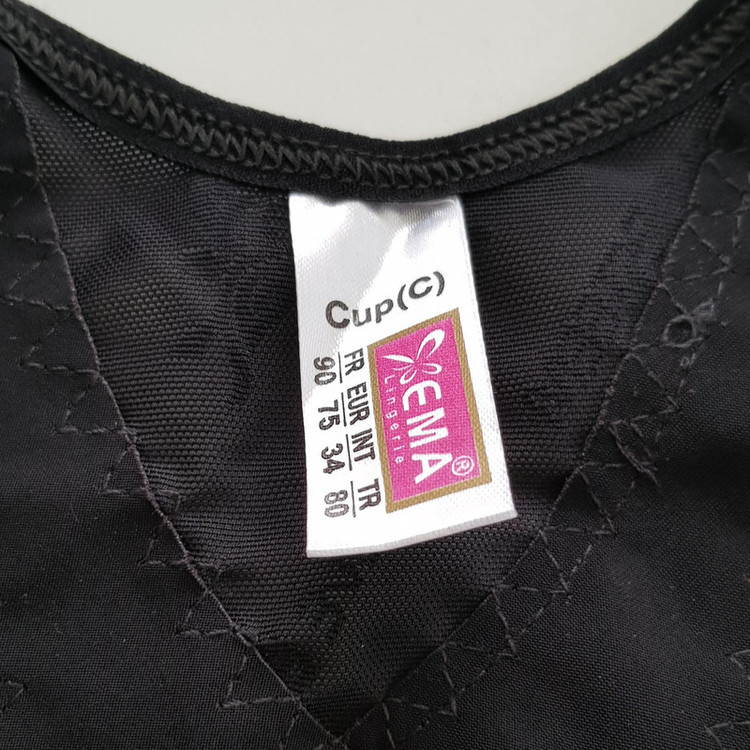 Cup(C)
FR EUR INT TR
90 75 34 80
EMA®
Lingerie